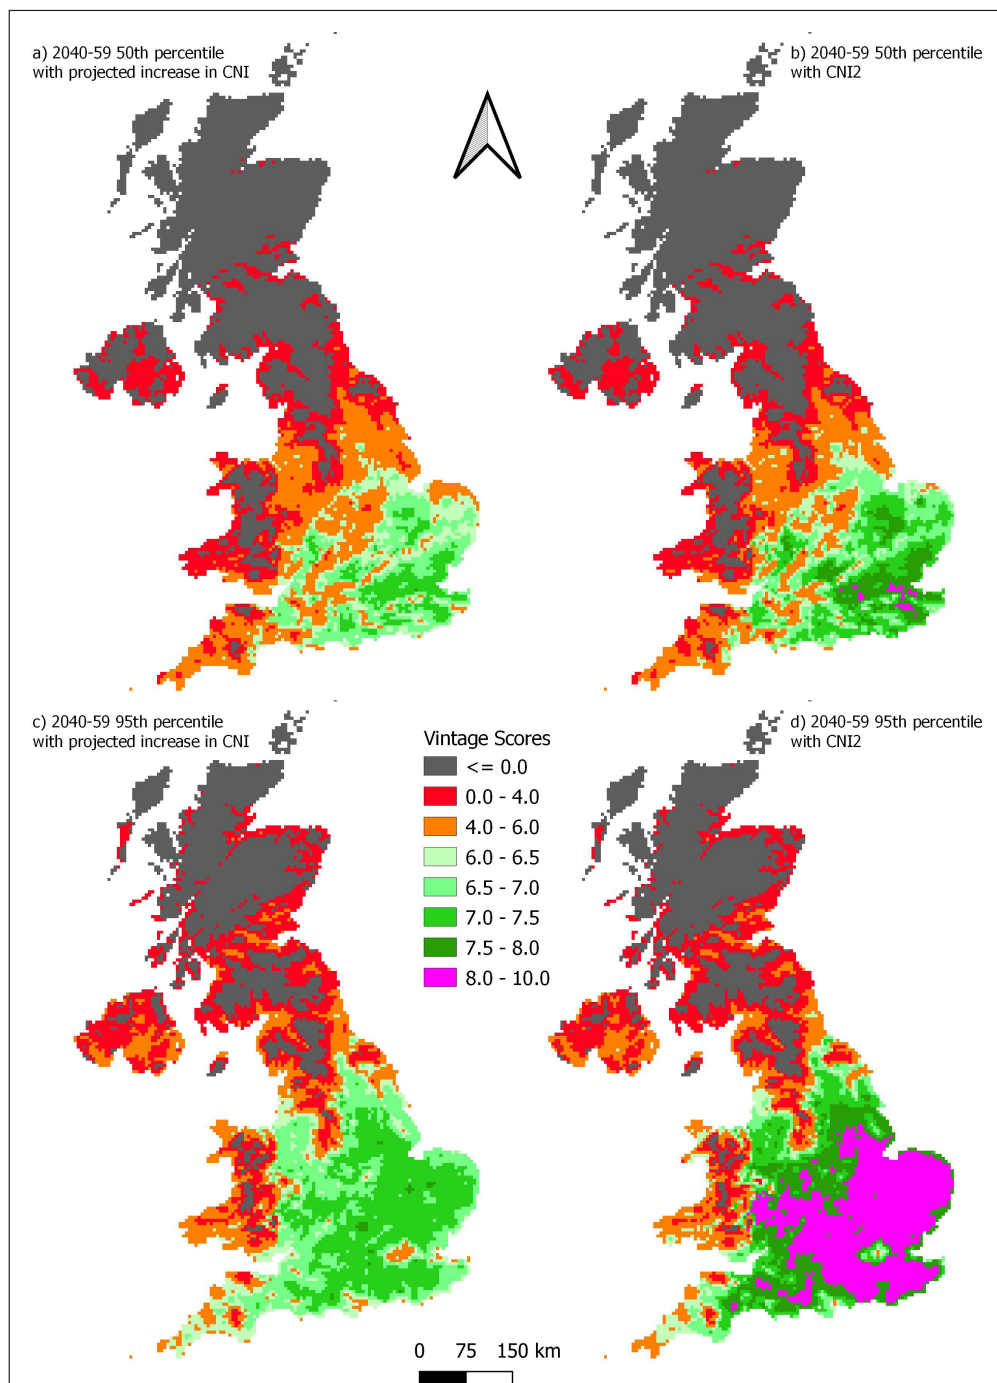 a) 2040-59 50th percentile
with projected increase in CNI
b) 2040-59 50th percentile
with CNI2
c) 2040-59 95th percentile
with projected increase in CNI
Vintage Scores
<= 0.0
0.0 - 4.0
4.0 - 6.0
6.0 - 6.5
6.5 - 7.0
7.0 - 7.5
7.5 - 8.0
8.0 - 10.0
d) 2040-59 95th percentile
with CNI2
0 75 150 km